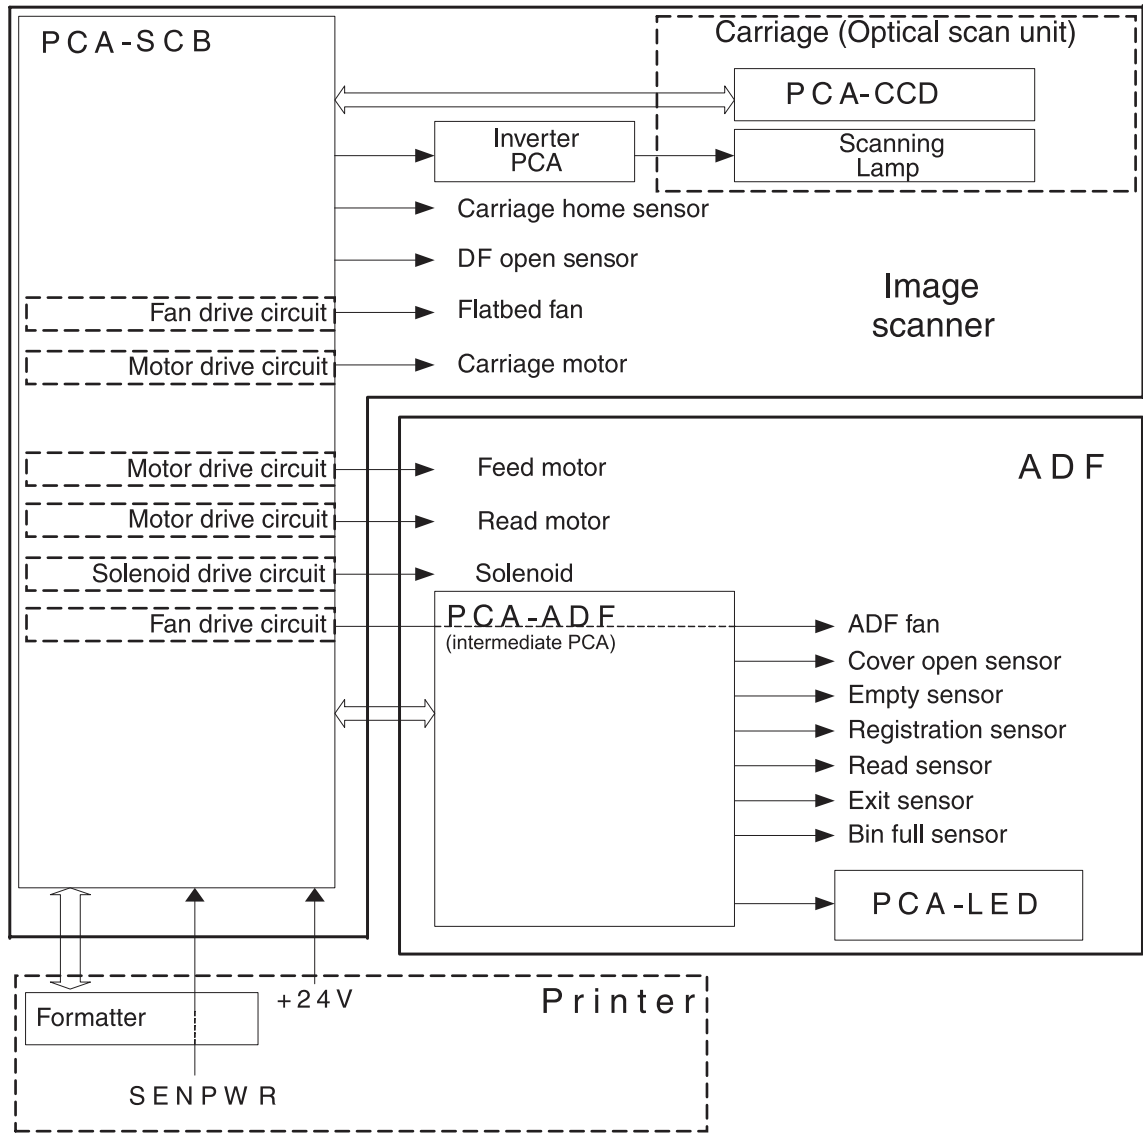 PCA-SCB
Carriage (Optical scan unit)
PCA-CCD
Inverter
PCA
Scanning
Lamp
Carriage home sensor
DF open sensor
Fan drive circuit
Flatbed fan
Motor drive circuit
Carriage motor
Image
scanner
Motor drive circuit
Feed motor
ADF
Motor drive circuit
Read motor
Solenoid drive circuit
Solenoid
Fan drive circuit
PCA-ADF
(intermediate PCA)
ADF fan
Cover open sensor
Empty sensor
Registration sensor
Read sensor
Exit sensor
Bin full sensor
PCA-LED
Formatter
+24V
Printer
SENPWR